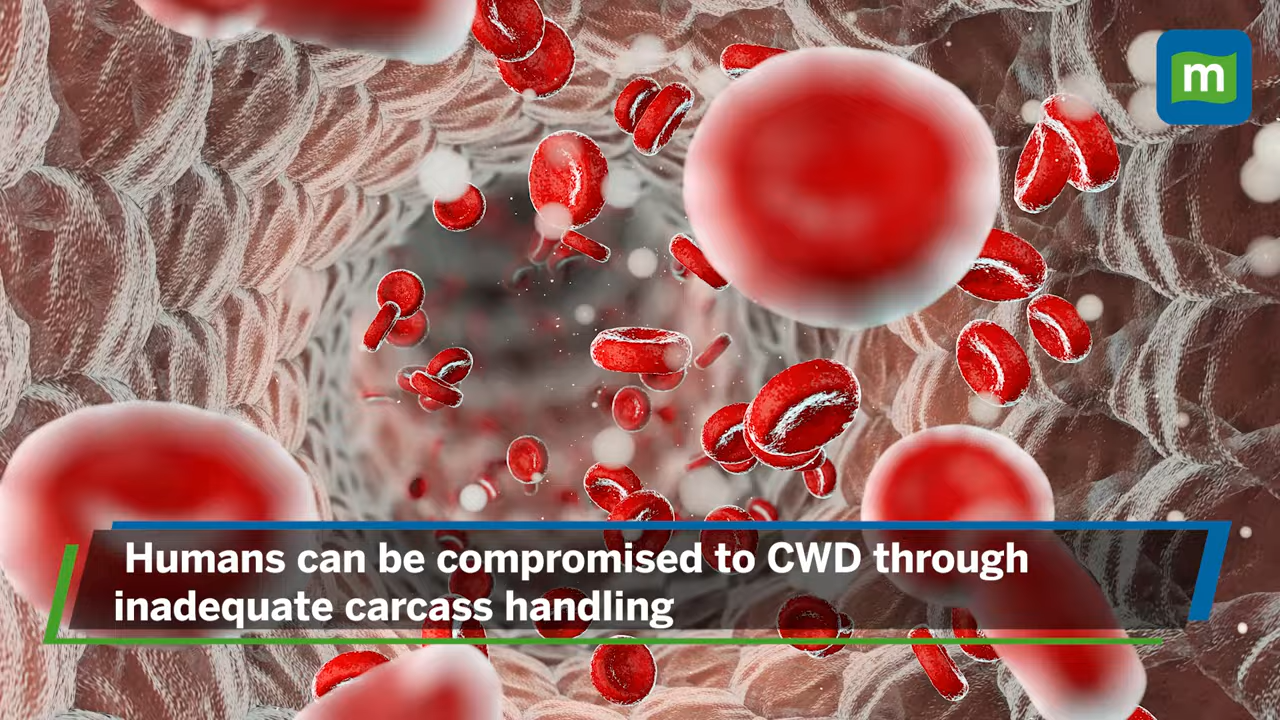 m
Humans can be compromised to CWD through
inadequate carcass handling